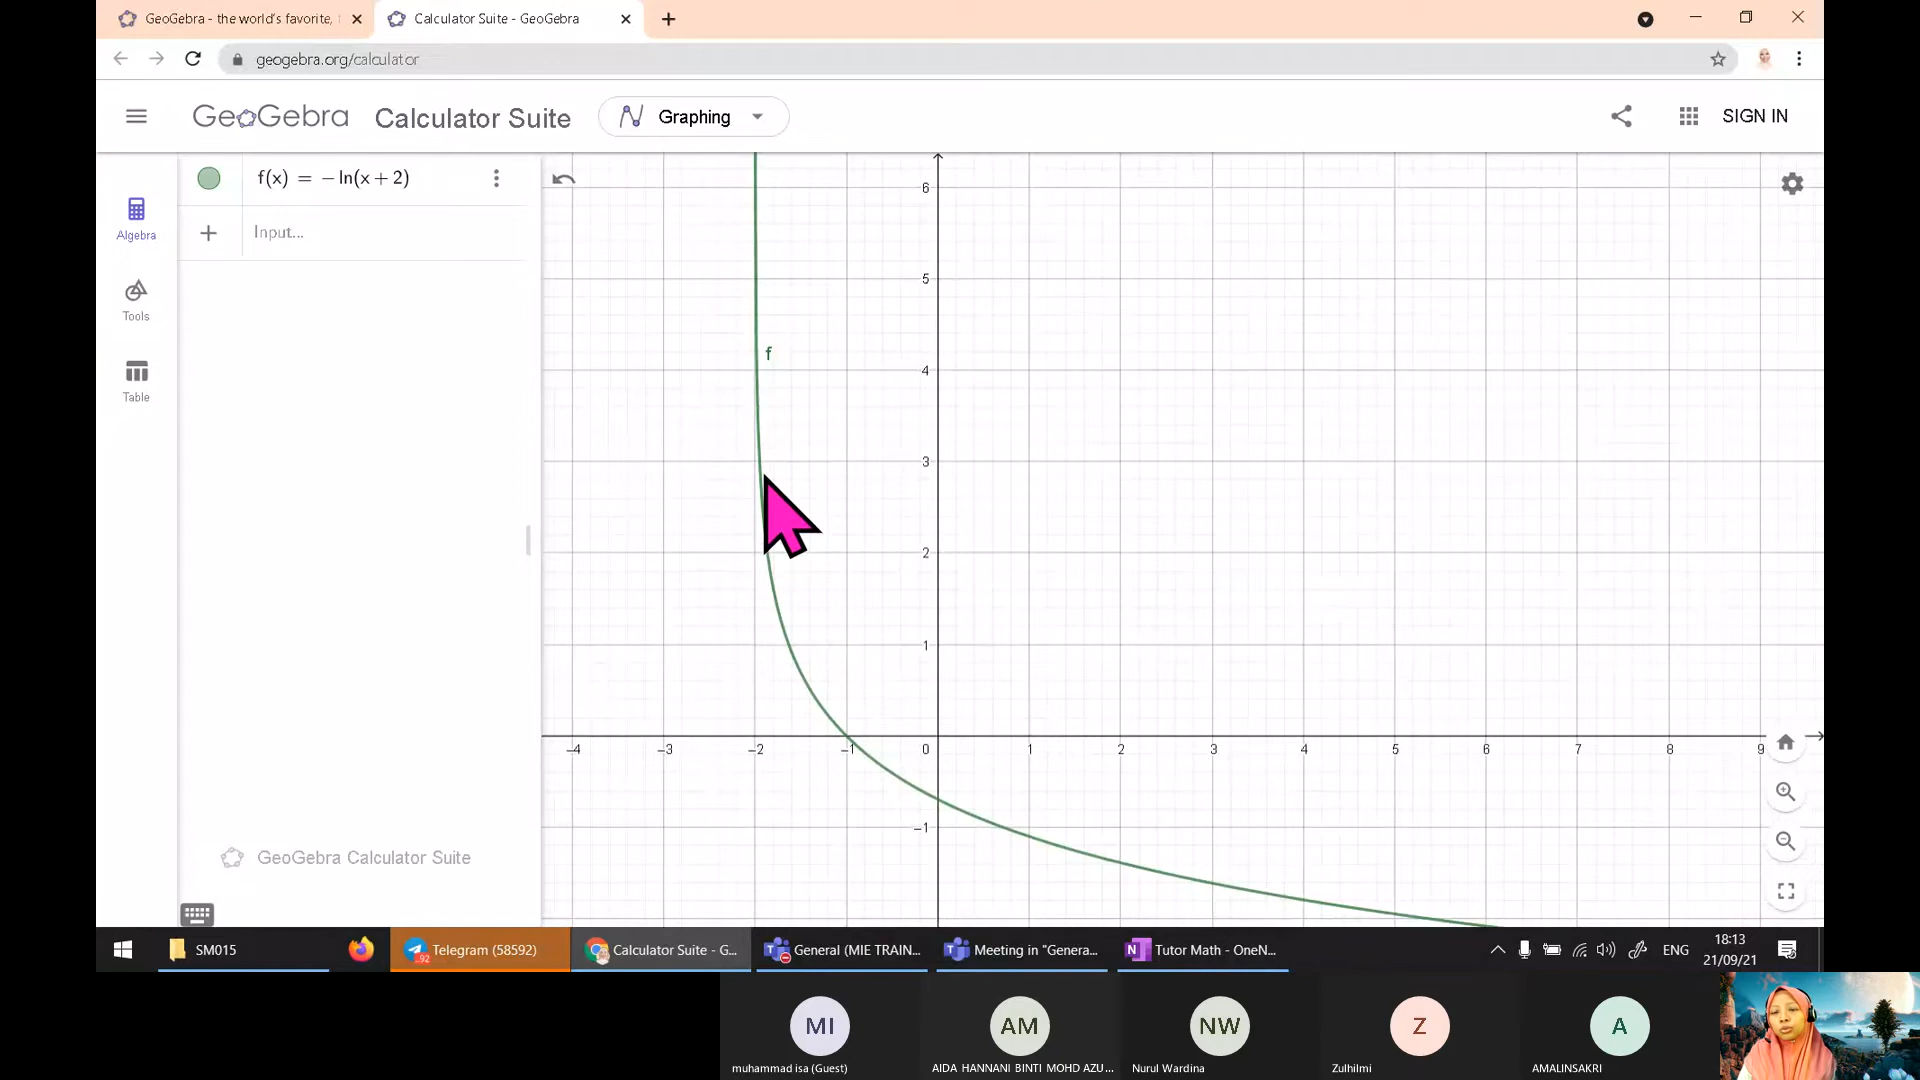 GeoGebra - the world's favorite,
Calculator Suite - GeoGebra
geogebra.org/calculator
GeoGebra
Calculator Suite
Graphing
SIGN IN
f(x) = −ln(x + 2)
Input...
Algebra
Tools
Table
f
6
5
4
3
2
1
−4
−3
−2
−1
0
1
2
3
4
5
6
7
8
9
−1
GeoGebra Calculator Suite
SM015
92
Telegram (58592)
Calculator Suite - G...
General (MIE TRAIN...
Meeting in "Genera...
Tutor Math - OneN...
ENG
18:13
21/09/21
MI
AM
NW
Z
A
muhammad isa (Guest)
AIDA HANNANI BINTI MOHD AZU...
Nurul Wardina
Zulhilmi
AMALINSAKRI